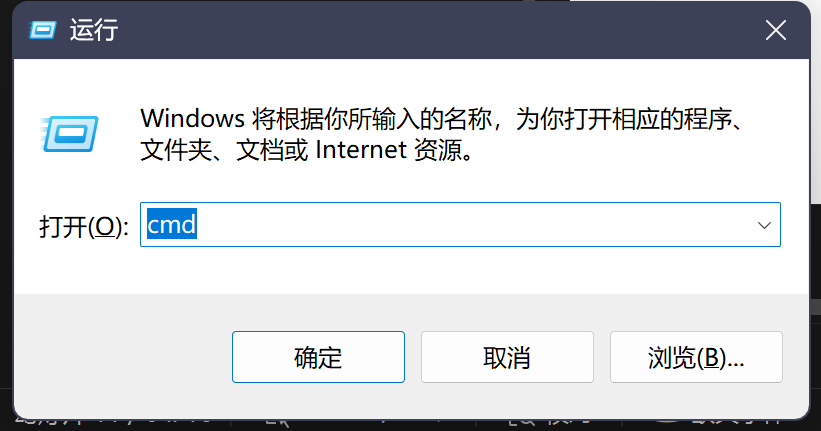 运行
Windows 将根据你所输入的名称，为你打开相应的程序、
文件夹、文档或 Internet 资源。
打开(O):
cmd
确定
取消
浏览(B)...